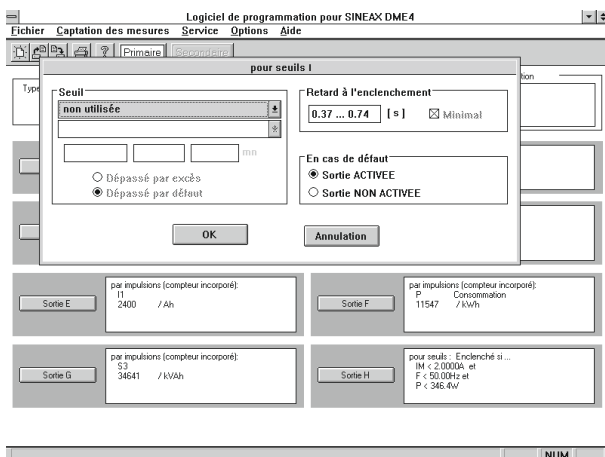 Logiciel de programmation pour SINEAX DME4
Fichier Captation des mesures Service Options Aide
Primaire Secondaire
pour seuils I
Type
Seuil
non utilisée
mn
Dépassé par excès
Dépassé par défaut
Retard à l'enclenchement
0.37 ... 0.74 [ s ] Minimal
En cas de défaut
Sortie ACTIVEE
Sortie NON ACTIVEE
OK Annulation
tion
Sortie E
par impulsions (compteur incorporé):
I1
2400 / Ah
Sortie F
par impulsions (compteur incorporé):
P Consommation
11547 / kWh
Sortie G
par impulsions (compteur incorporé):
S3
34641 / kVAh
Sortie H
pour seuils : Enclenché si ...
IM < 2.0000A et
F < 50.00Hz et
P < 346.4W
NUM